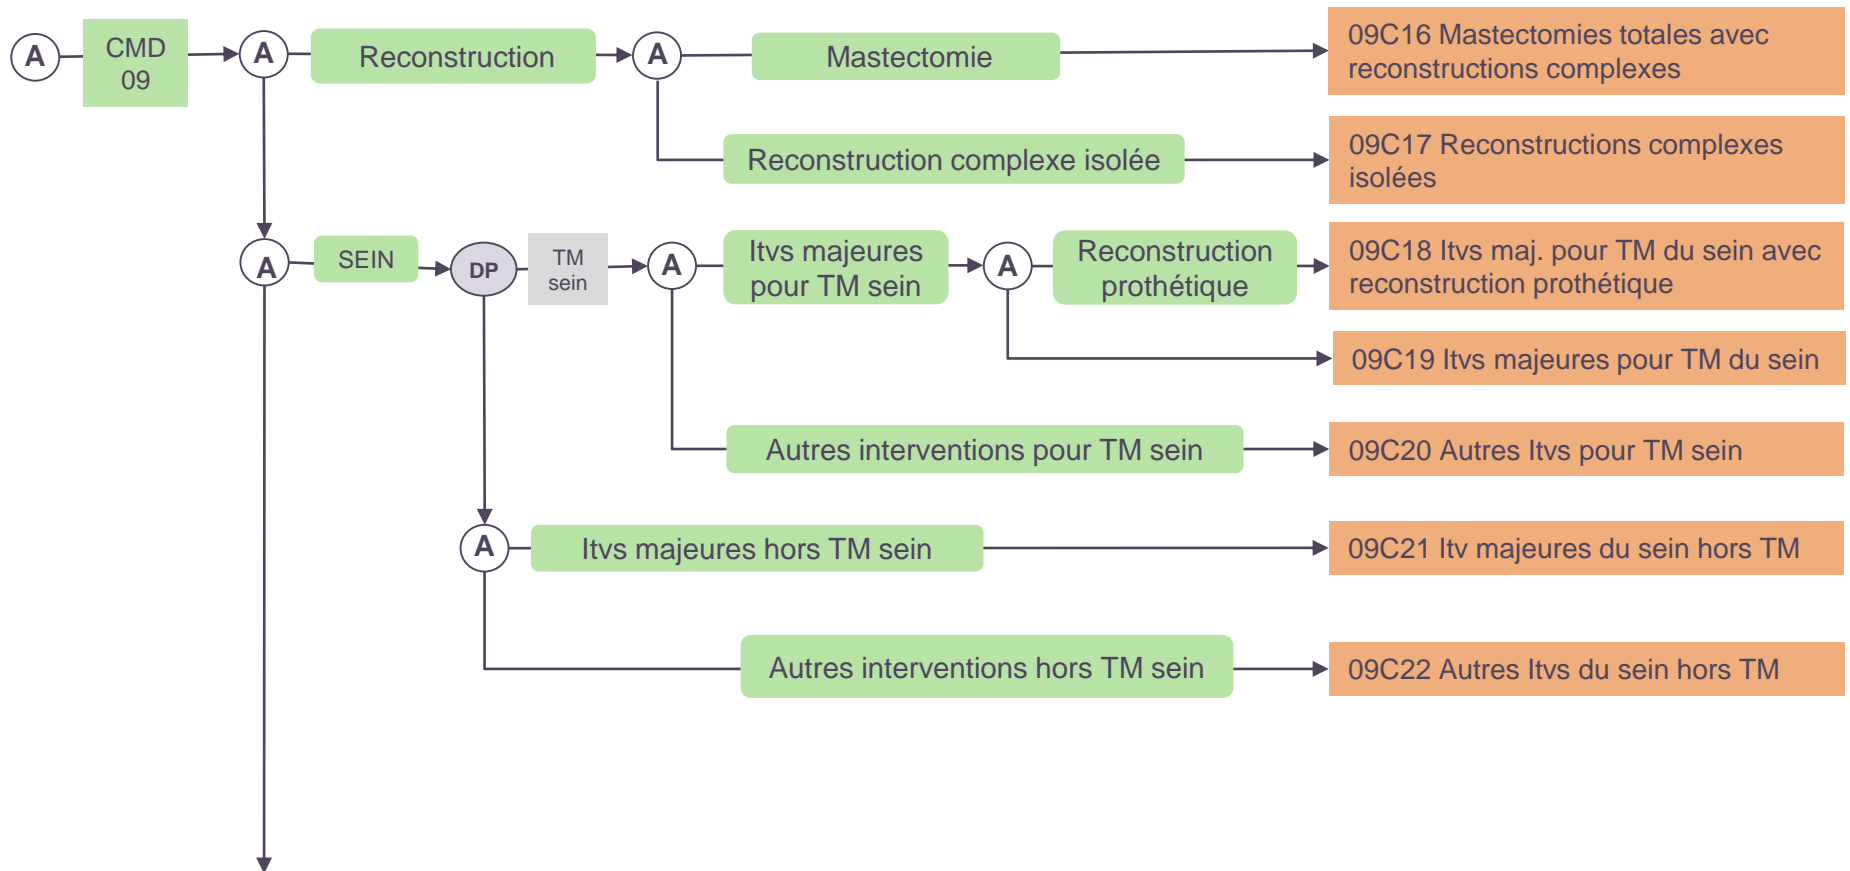 A
CMD
09
A
Reconstruction
A
Mastectomie
09C16 Mastectomies totales avec
reconstructions complexes
Reconstruction complexe isolée
09C17 Reconstructions complexes
isolées
A
SEIN
DP
TM
sein
A
Itvs majeures
pour TM sein
A
Reconstruction
prothétique
09C18 Itvs maj. pour TM du sein avec
reconstruction prothétique
09C19 Itvs majeures pour TM du sein
Autres interventions pour TM sein
09C20 Autres Itvs pour TM sein
A
Itvs majeures hors TM sein
09C21 Itv majeures du sein hors TM
Autres interventions hors TM sein
09C22 Autres Itvs du sein hors TM